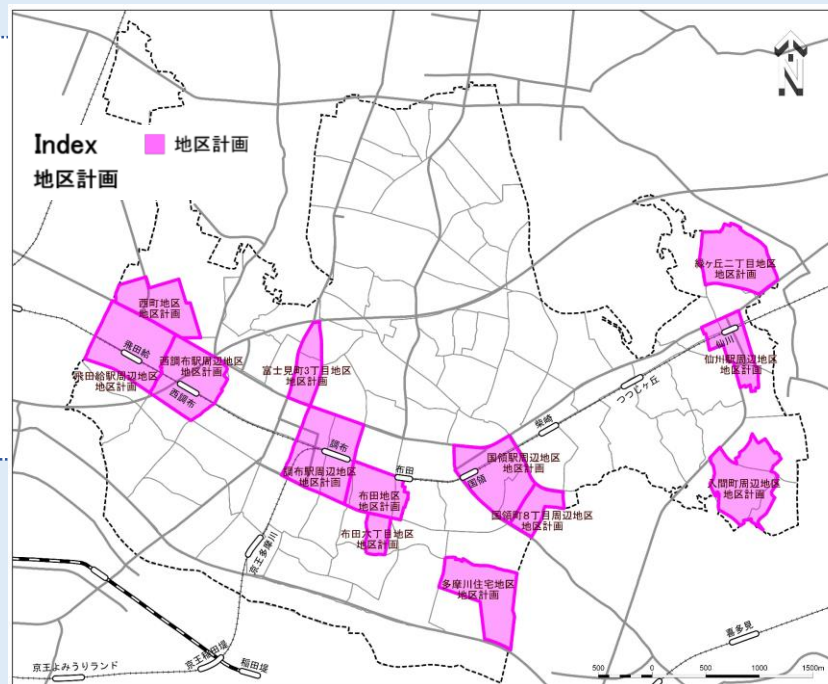 N
Index
地区計画
地区計画
緑ヶ丘二丁目地区
地区計画
西町地区
地区計画
飛田給
西調布駅周辺地区
地区計画
飛田給駅周辺地区
地区計画
西調布
富士見町3丁目地区
地区計画
仙川
仙川駅周辺地区
地区計画
つつじヶ丘
柴崎
調布
調布駅周辺地区
地区計画
布田
国領駅周辺地区
地区計画
国領
入間町周辺地区
地区計画
布田地区
地区計画
国領町8丁目周辺地区
地区計画
布田六丁目地区
地区計画
京王多摩川
多摩川住宅地区
地区計画
喜多見
京王稲田堤
稲田堤
京王よみうりランド
500 0 500 1000 1500m